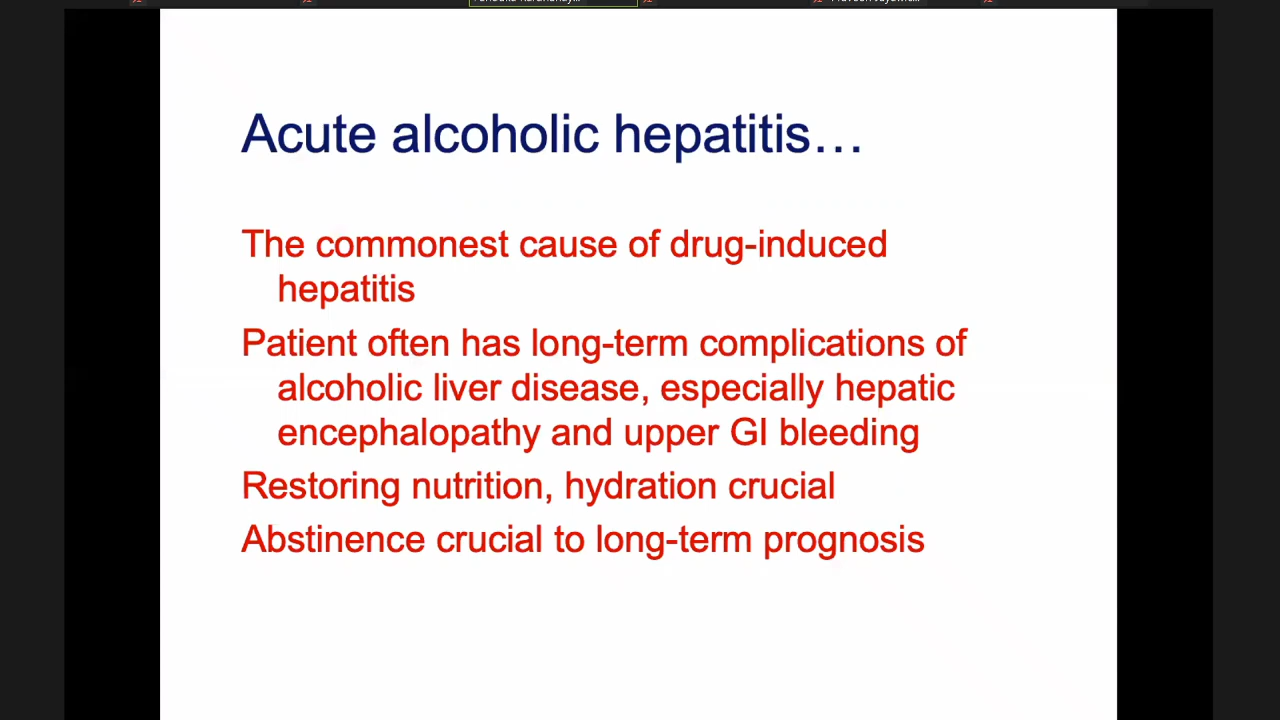 Acute alcoholic hepatitis…
The commonest cause of drug-induced
hepatitis
Patient often has long-term complications of
alcoholic liver disease, especially hepatic
encephalopathy and upper GI bleeding
Restoring nutrition, hydration crucial
Abstinence crucial to long-term prognosis